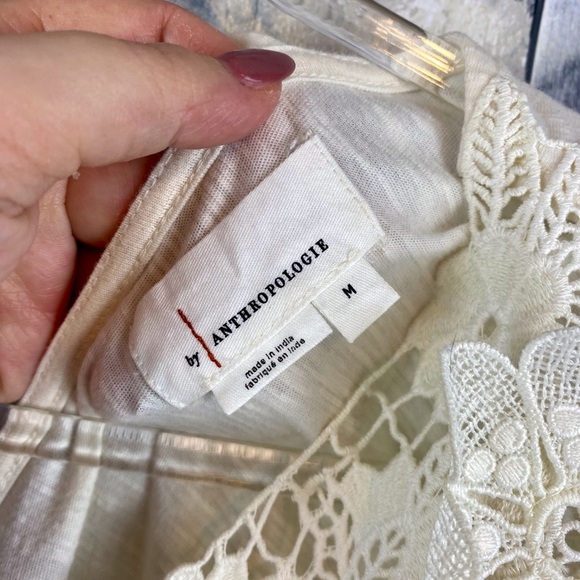 by ANTHROPOLOGIE
M
made in india
fabriqué en inde